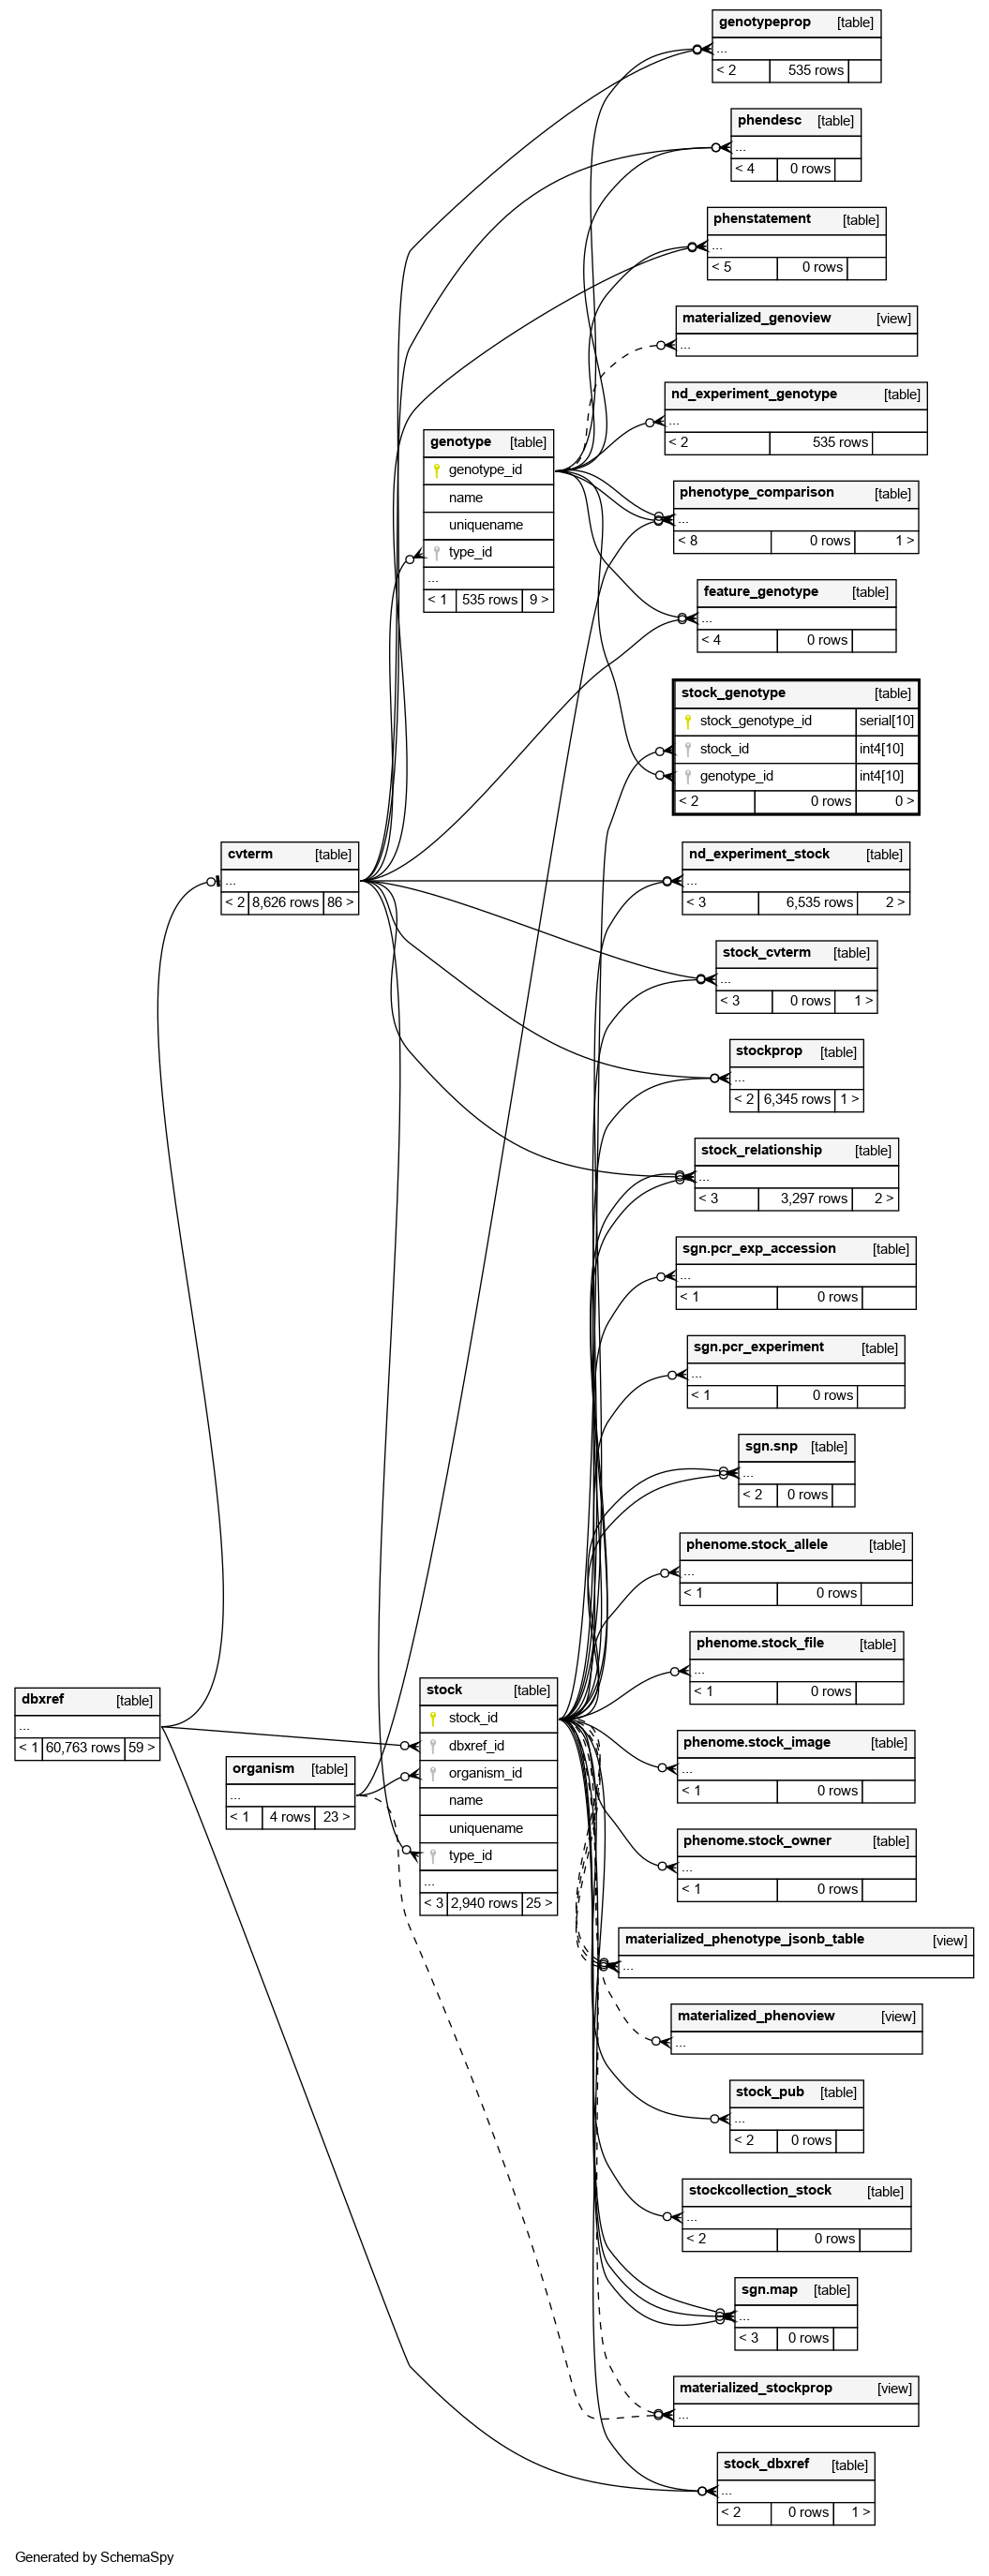 genotypeprop [table]
...
< 2 535 rows
phendesc [table]
...
< 4 0 rows
phenstatement [table]
...
< 5 0 rows
materialized_genoview [view]
...
nd_experiment_genotype [table]
...
< 2 535 rows
genotype [table]
genotype_id
name
uniquename
type_id
...
< 1 535 rows 9 >
phenotype_comparison [table]
...
< 8 0 rows 1 >
feature_genotype [table]
...
< 4 0 rows
stock_genotype [table]
stock_genotype_id serial[10]
stock_id int4[10]
genotype_id int4[10]
< 2 0 rows 0 >
cvterm [table]
...
< 2 8,626 rows 86 >
nd_experiment_stock [table]
...
< 3 6,535 rows 2 >
stock_cvterm [table]
...
< 3 0 rows 1 >
stockprop [table]
...
< 2 6,345 rows 1 >
stock_relationship [table]
...
< 3 3,297 rows 2 >
sgn.pcr_exp_accession [table]
...
< 1 0 rows
sgn.pcr_experiment [table]
...
< 1 0 rows
sgn.snp [table]
...
< 2 0 rows
phenome.stock_allele [table]
...
< 1 0 rows
phenome.stock_file [table]
...
< 1 0 rows
dbxref [table]
...
< 1 60,763 rows 59 >
organism [table]
...
< 1 4 rows 23 >
stock [table]
stock_id
dbxref_id
organism_id
name
uniquename
type_id
...
< 3 2,940 rows 25 >
phenome.stock_image [table]
...
< 1 0 rows
phenome.stock_owner [table]
...
< 1 0 rows
materialized_phenotype_jsonb_table [view]
...
materialized_phenoview [view]
...
stock_pub [table]
...
< 2 0 rows
stockcollection_stock [table]
...
< 2 0 rows
sgn.map [table]
...
< 3 0 rows
materialized_stockprop [view]
...
stock_dbxref [table]
...
< 2 0 rows 1 >
Generated by SchemaSpy